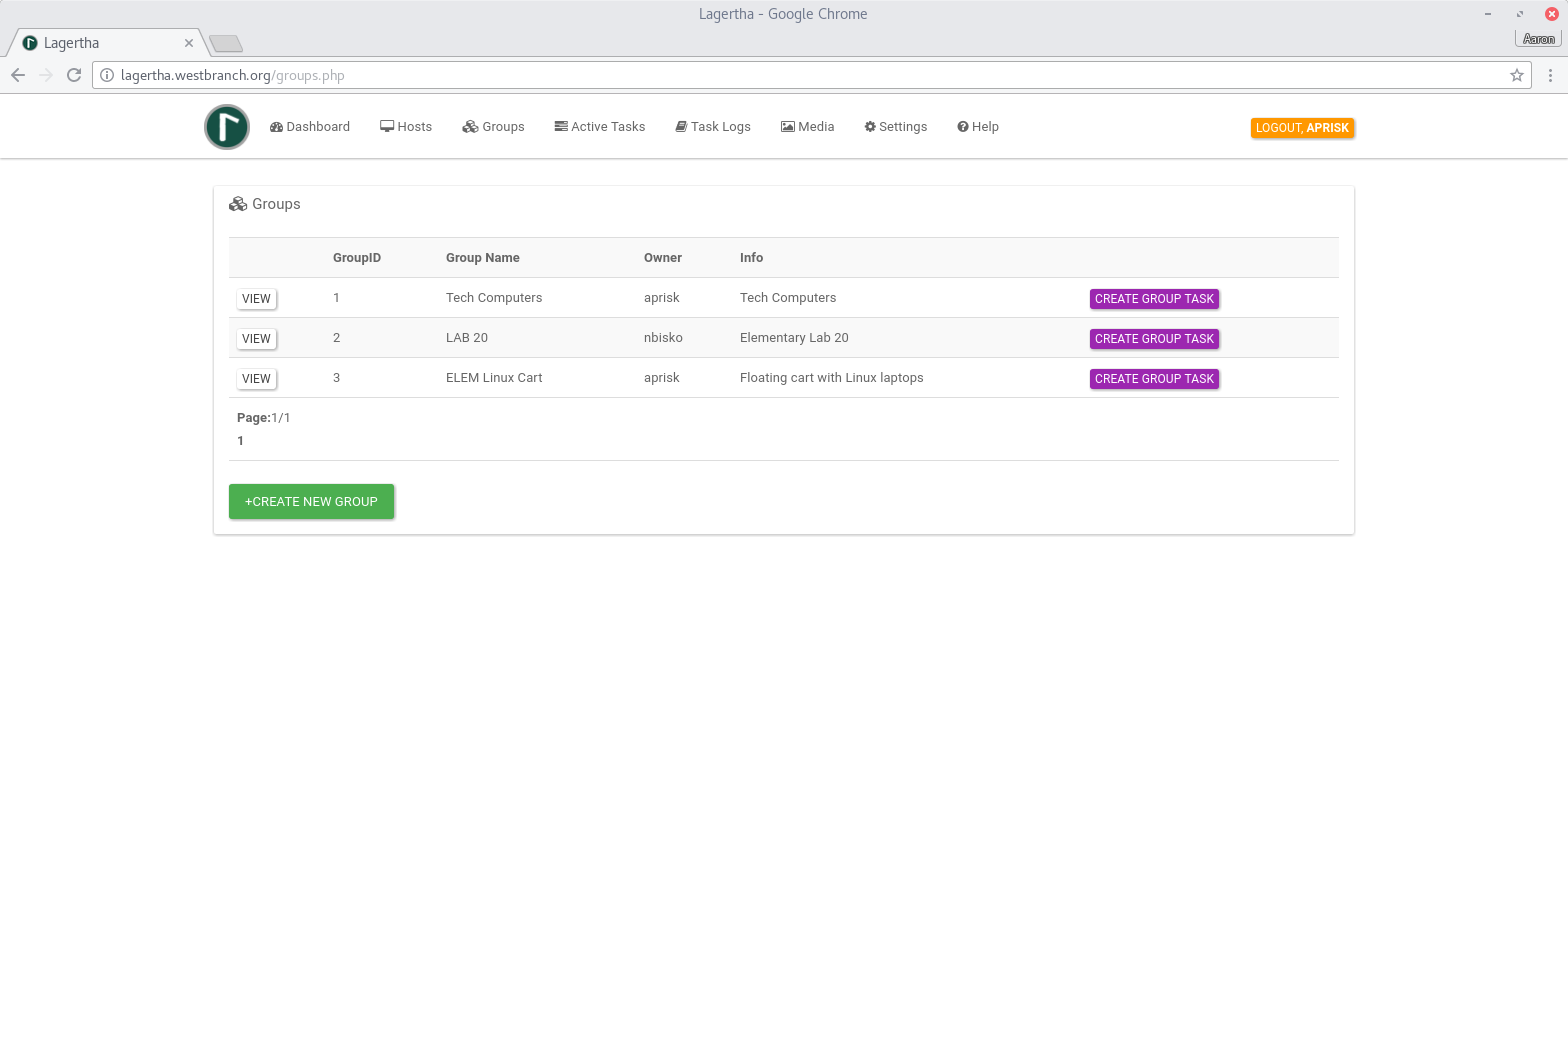 Lagertha - Google Chrome
Lagertha
Aaron
lagertha.westbranch.org/groups.php
Dashboard Hosts Groups Active Tasks Task Logs Media Settings Help LOGOUT, APRISK
Groups
GroupID Group Name Owner Info
VIEW 1 Tech Computers aprisk Tech Computers CREATE GROUP TASK
VIEW 2 LAB 20 nbisko Elementary Lab 20 CREATE GROUP TASK
VIEW 3 ELEM Linux Cart aprisk Floating cart with Linux laptops CREATE GROUP TASK
Page:1/1
1
+CREATE NEW GROUP